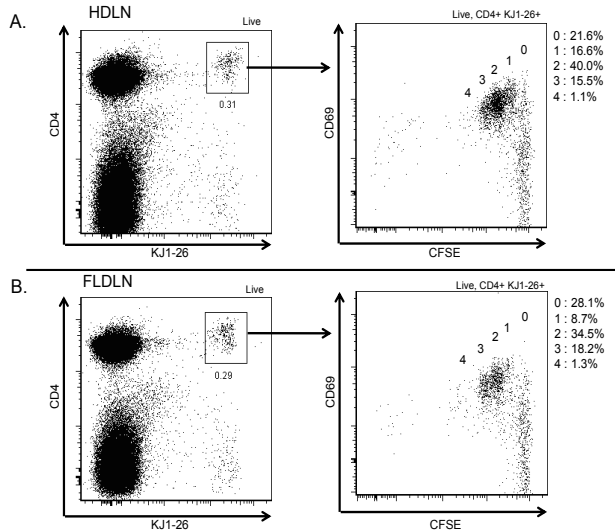 A.
HDLN
Live
CD4
0.31
KJ1-26
Live, CD4+ KJ1-26+
CD69
0
1
2
3
4
CFSE
0 : 21.6%
1 : 16.6%
2 : 40.0%
3 : 15.5%
4 : 1.1%
B.
FLDLN
Live
CD4
0.29
KJ1-26
Live, CD4+ KJ1-26+
CD69
0
1
2
3
4
CFSE
0 : 28.1%
1 : 8.7%
2 : 34.5%
3 : 18.2%
4 : 1.3%